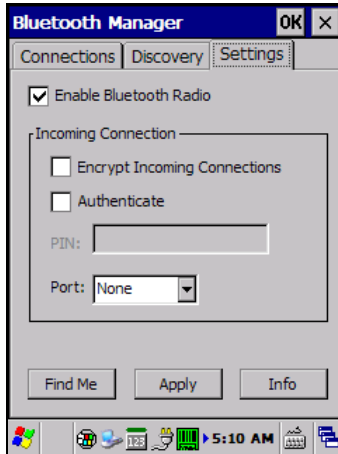 Bluetooth Manager OK ×
Connections Discovery Settings
Enable Bluetooth Radio
Incoming Connection
Encrypt Incoming Connections
Authenticate
PIN:
Port: None
Find Me Apply Info
123 5:10 AM